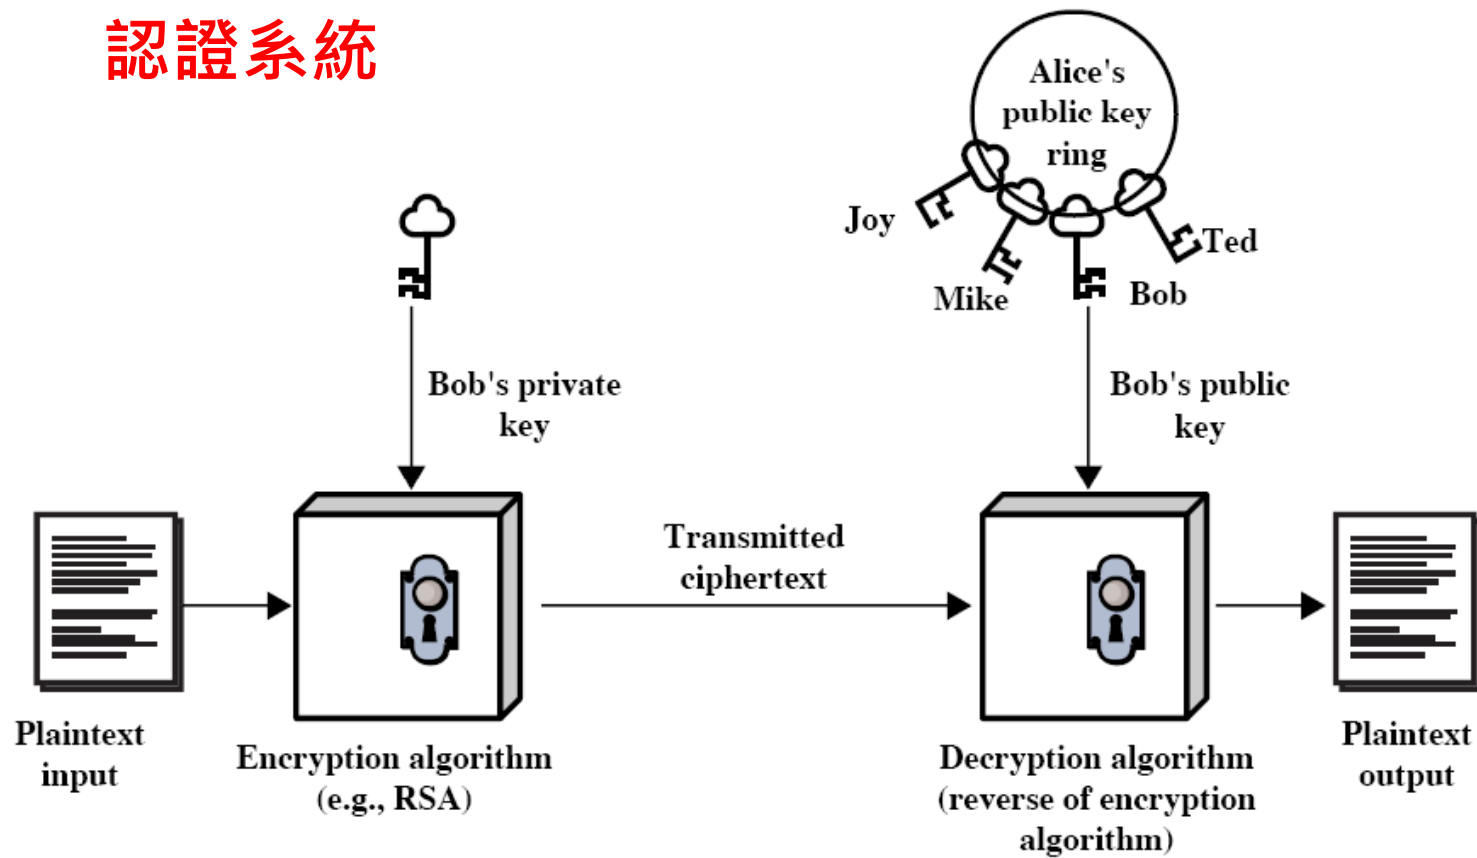 認證系統
Alice's
public key
ring
Joy
Mike
Bob
Ted
Bob's private
key
Bob's public
key
Transmitted
ciphertext
Plaintext
input
Encryption algorithm
(e.g., RSA)
Decryption algorithm
(reverse of encryption
algorithm)
Plaintext
output